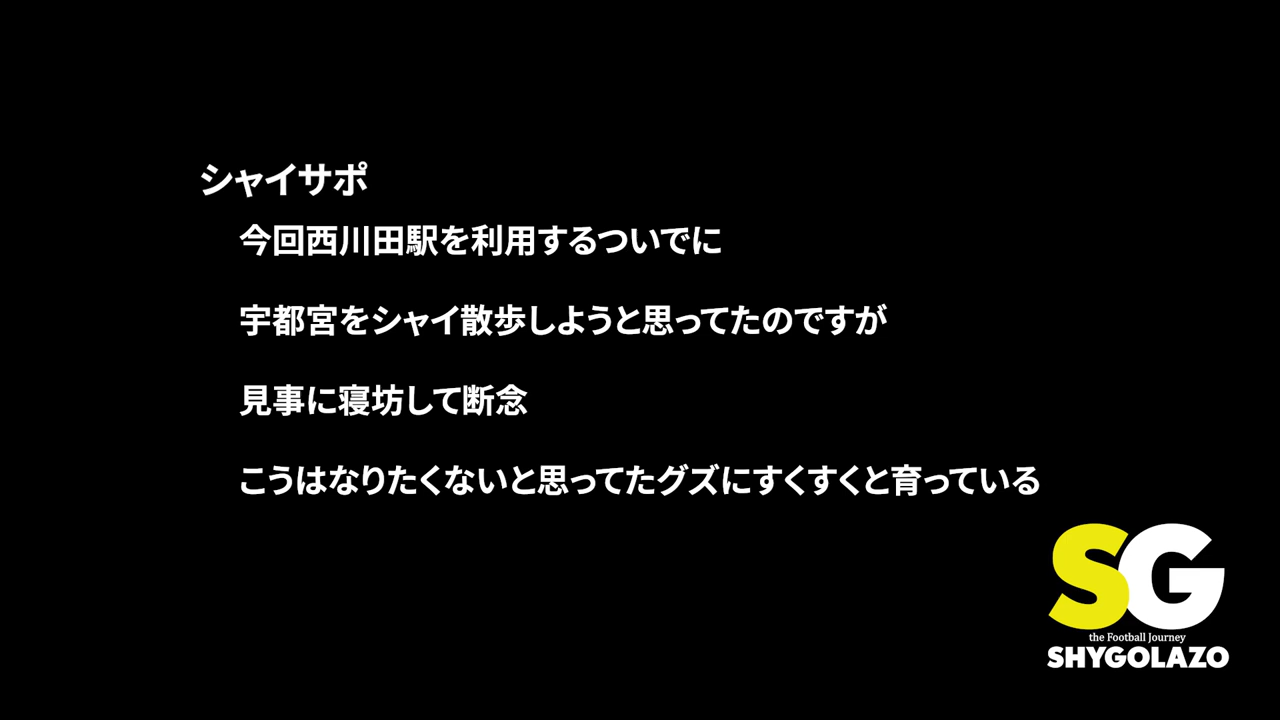 シャイサポ
今回西川田駅を利用するついでに
宇都宮をシャイ散歩しようと思ってたのですが
見事に寝坊して断念
こうはなりたくないと思ってたグズにすくすくと育っている
SG
the Football Journey
SHYGOLAZO